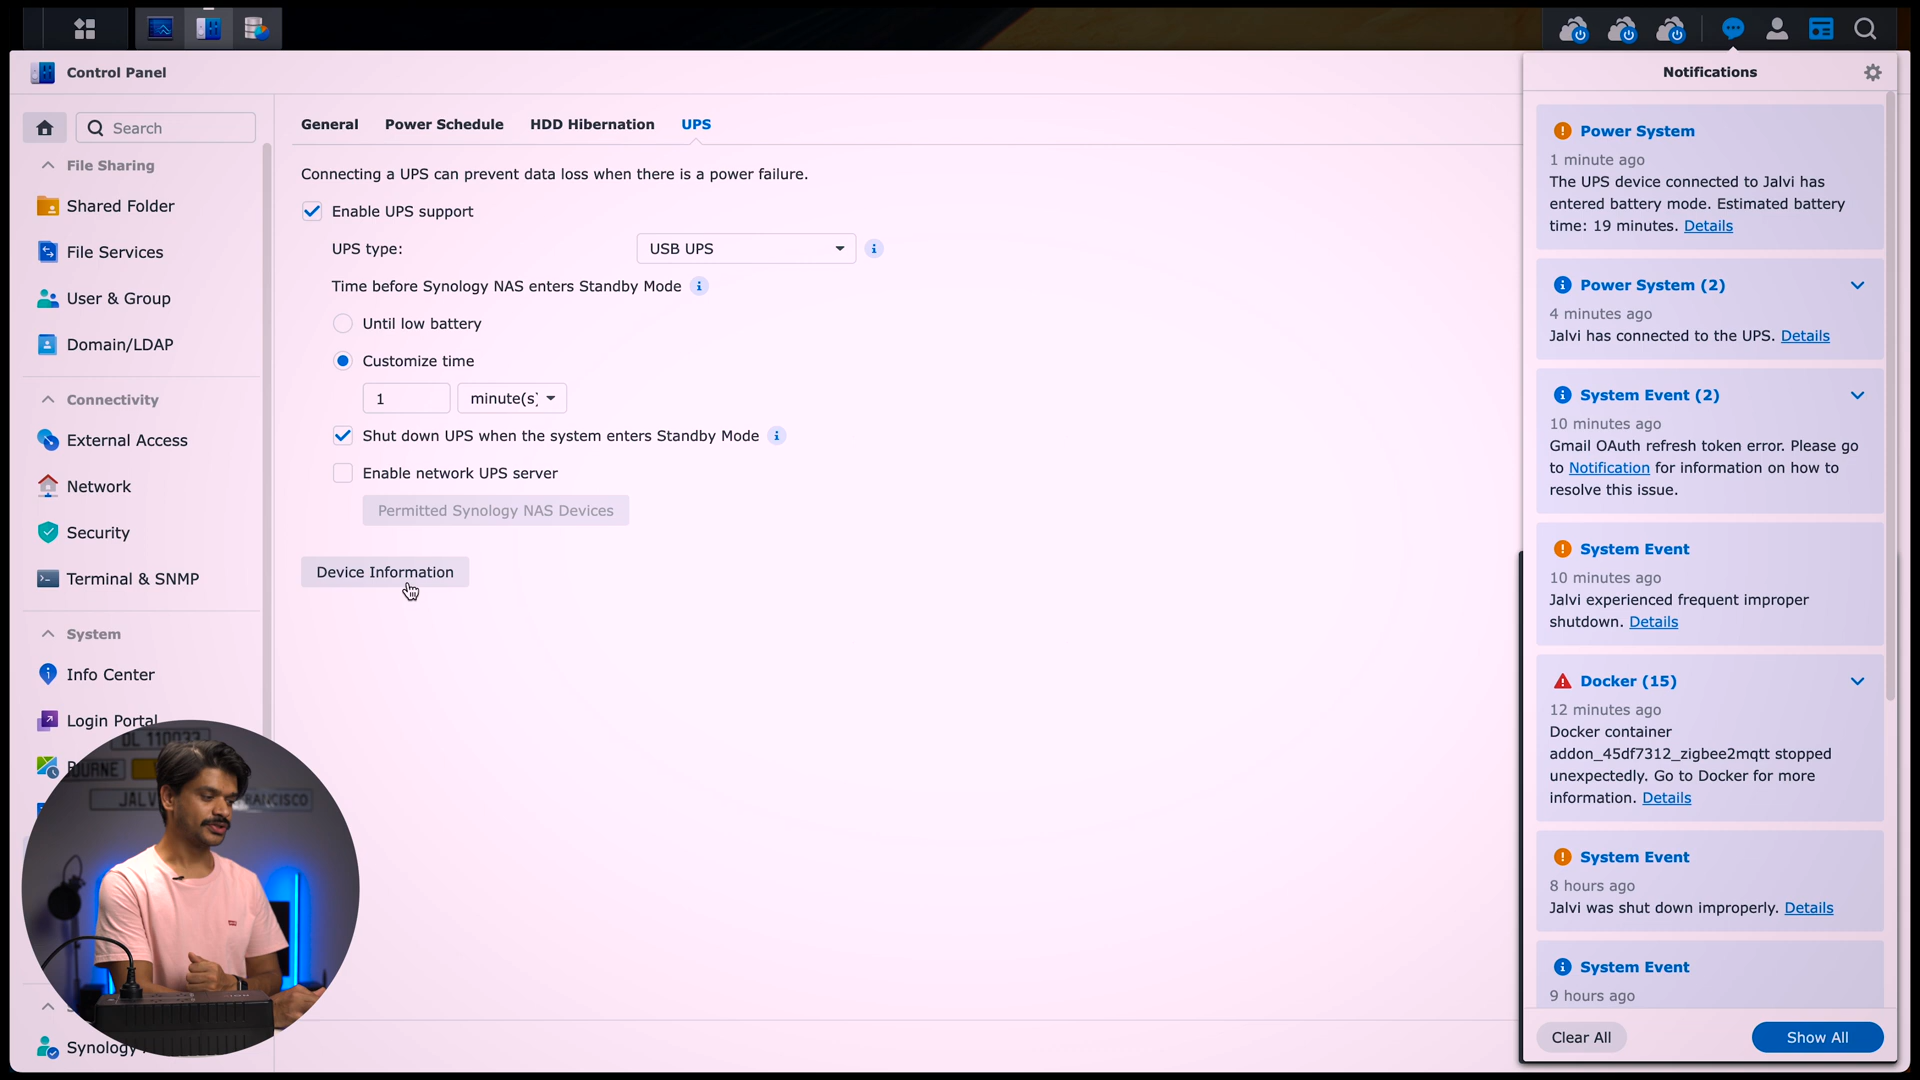 Control Panel
Search
File Sharing
Shared Folder
File Services
User & Group
Domain/LDAP
Connectivity
External Access
Network
Security
Terminal & SNMP
System
Info Center
Login Portal
Synology
General Power Schedule HDD Hibernation UPS
Connecting a UPS can prevent data loss when there is a power failure.
Enable UPS support
UPS type: USB UPS
Time before Synology NAS enters Standby Mode
Until low battery
Customize time
1 minute(s)
Shut down UPS when the system enters Standby Mode
Enable network UPS server
Permitted Synology NAS Devices
Device Information
Notifications
Power System
1 minute ago
The UPS device connected to Jalvi has
entered battery mode. Estimated battery
time: 19 minutes. Details
Power System (2)
4 minutes ago
Jalvi has connected to the UPS. Details
System Event (2)
10 minutes ago
Gmail OAuth refresh token error. Please go
to Notification for information on how to
resolve this issue.
System Event
10 minutes ago
Jalvi experienced frequent improper
shutdown. Details
Docker (15)
12 minutes ago
Docker container
addon_45df7312_zigbee2mqtt stopped
unexpectedly. Go to Docker for more
information. Details
System Event
8 hours ago
Jalvi was shut down improperly. Details
System Event
9 hours ago
Clear All Show All
DL 110033
JALV